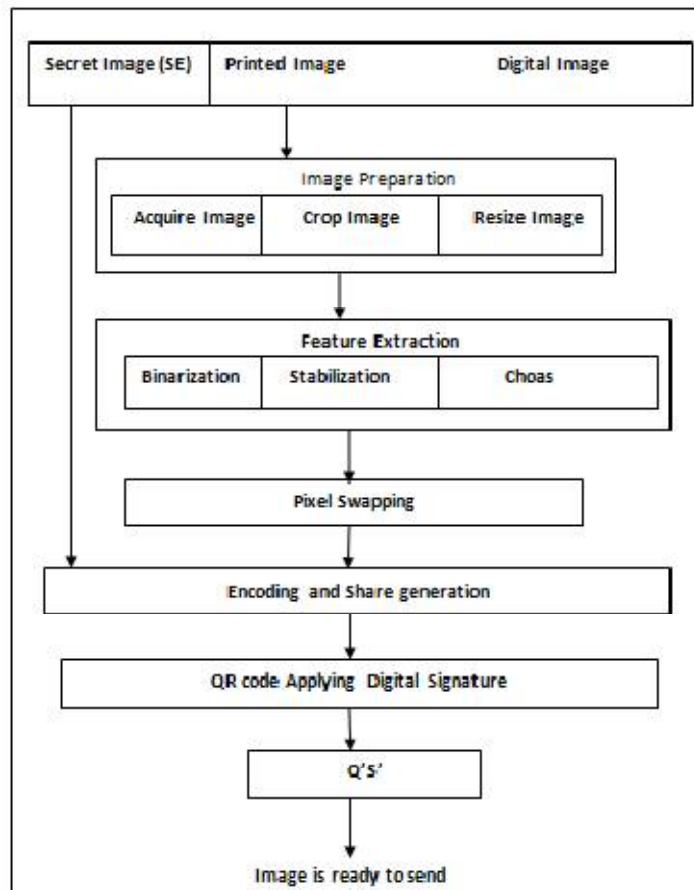 Secret Image (SE) Printed Image Digital Image
Image Preparation
Acquire Image Crop Image Resize Image
Feature Extraction
Binarization Stabilization Choas
Pixel Swapping
Encoding and Share generation
QR code Applying Digital Signature
Q'S'
Image is ready to send